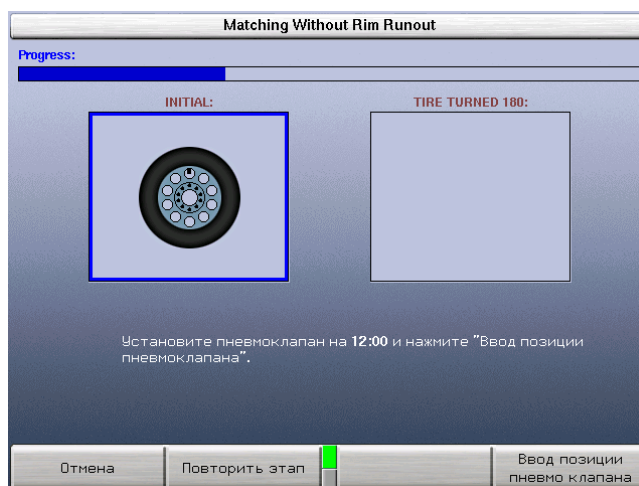 Matching Without Rim Runout
Progress:
INITIAL:
TIRE TURNED 180:
Установите пневмоклапан на 12:00 и нажмите "Ввод позиции
пневмоклапана".
Отмена
Повторить этап
Ввод позиции
пневмо клапана